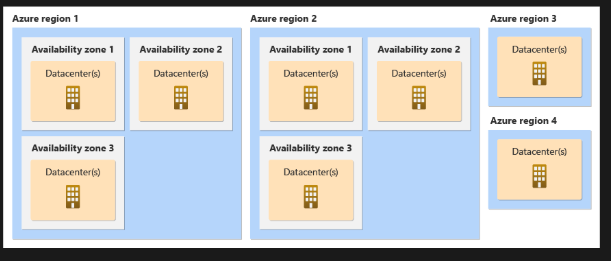 Azure region 1
Availability zone 1
Datacenter(s)
Availability zone 2
Datacenter(s)
Availability zone 3
Datacenter(s)
Azure region 2
Availability zone 1
Datacenter(s)
Availability zone 2
Datacenter(s)
Availability zone 3
Datacenter(s)
Azure region 3
Datacenter(s)
Azure region 4
Datacenter(s)